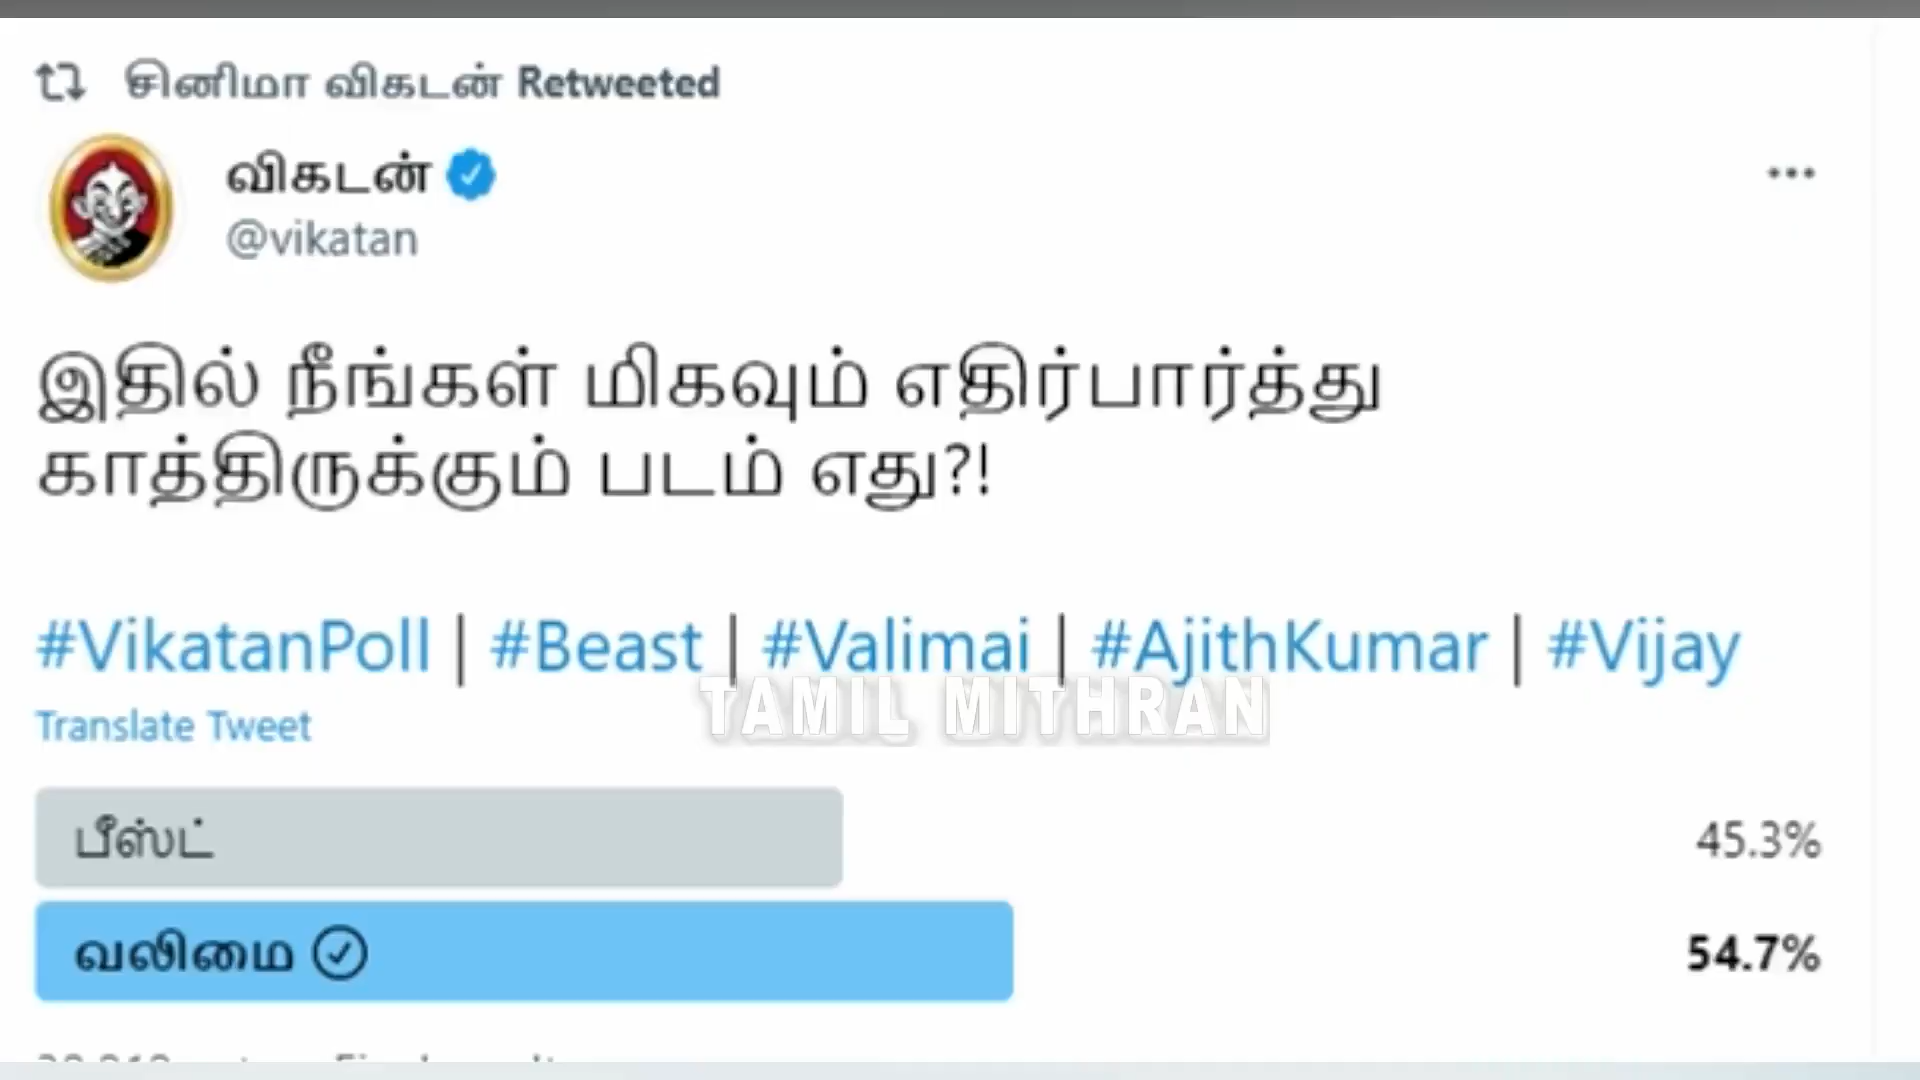 சினிமா விகடன் Retweeted
விகடன்
@vikatan
...
இதில் நீங்கள் மிகவும் எதிர்பார்த்து
காத்திருக்கும் படம் எது?!
#VikatanPoll | #Beast | #Valimai | #AjithKumar | #Vijay
TAMIL MITHRAN
Translate Tweet
பீஸ்ட் 45.3%
வலிமை 54.7%